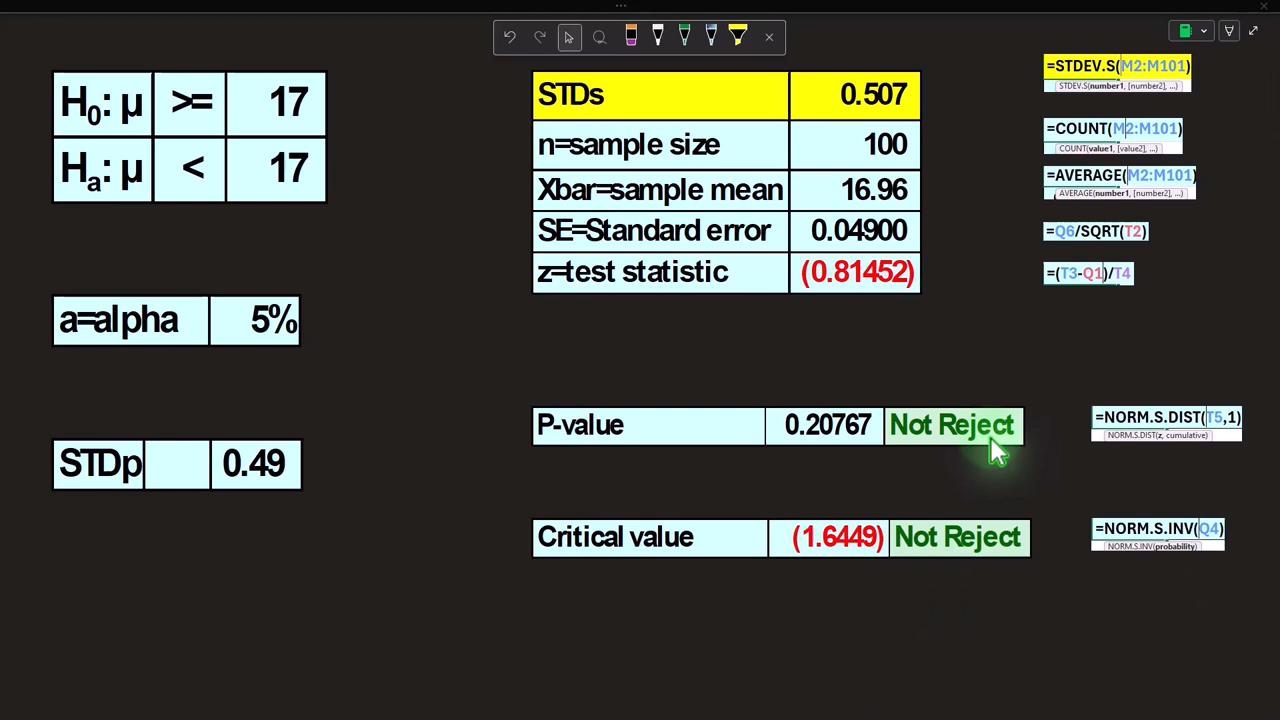 H0: μ >= 17
Ha: μ < 17
a=alpha 5%
STDp 0.49
STDs 0.507
n=sample size 100
Xbar=sample mean 16.96
SE=Standard error 0.04900
z=test statistic (0.81452)
P-value 0.20767 Not Reject
Critical value (1.6449) Not Reject
=STDEV.S(M2:M101)
STDEV.S(number1, [number2], ...)
=COUNT(M2:M101)
COUNT(value1, [value2], ...)
=AVERAGE(M2:M101)
AVERAGE(number1, [number2], ...)
=Q6/SQRT(T2)
=(T3-Q1)/T4
=NORM.S.DIST(T5,1)
NORM.S.DIST(z, cumulative)
=NORM.S.INV(Q4)
NORM.S.INV(probability)